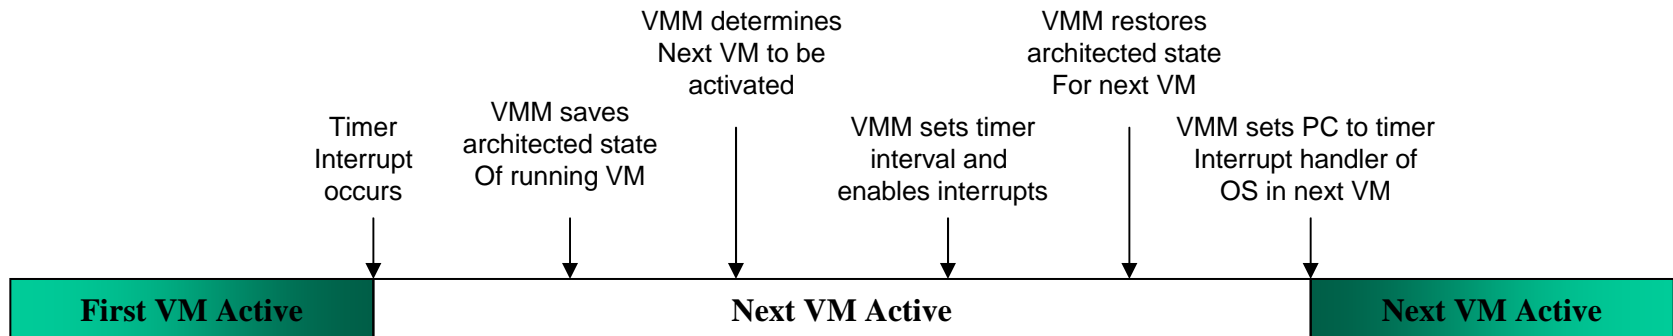 Timer
Interrupt
occurs
VMM saves
architected state
Of running VM
VMM determines
Next VM to be
activated
VMM sets timer
interval and
enables interrupts
VMM restores
architected state
For next VM
VMM sets PC to timer
Interrupt handler of
OS in next VM
First VM Active
Next VM Active
Next VM Active